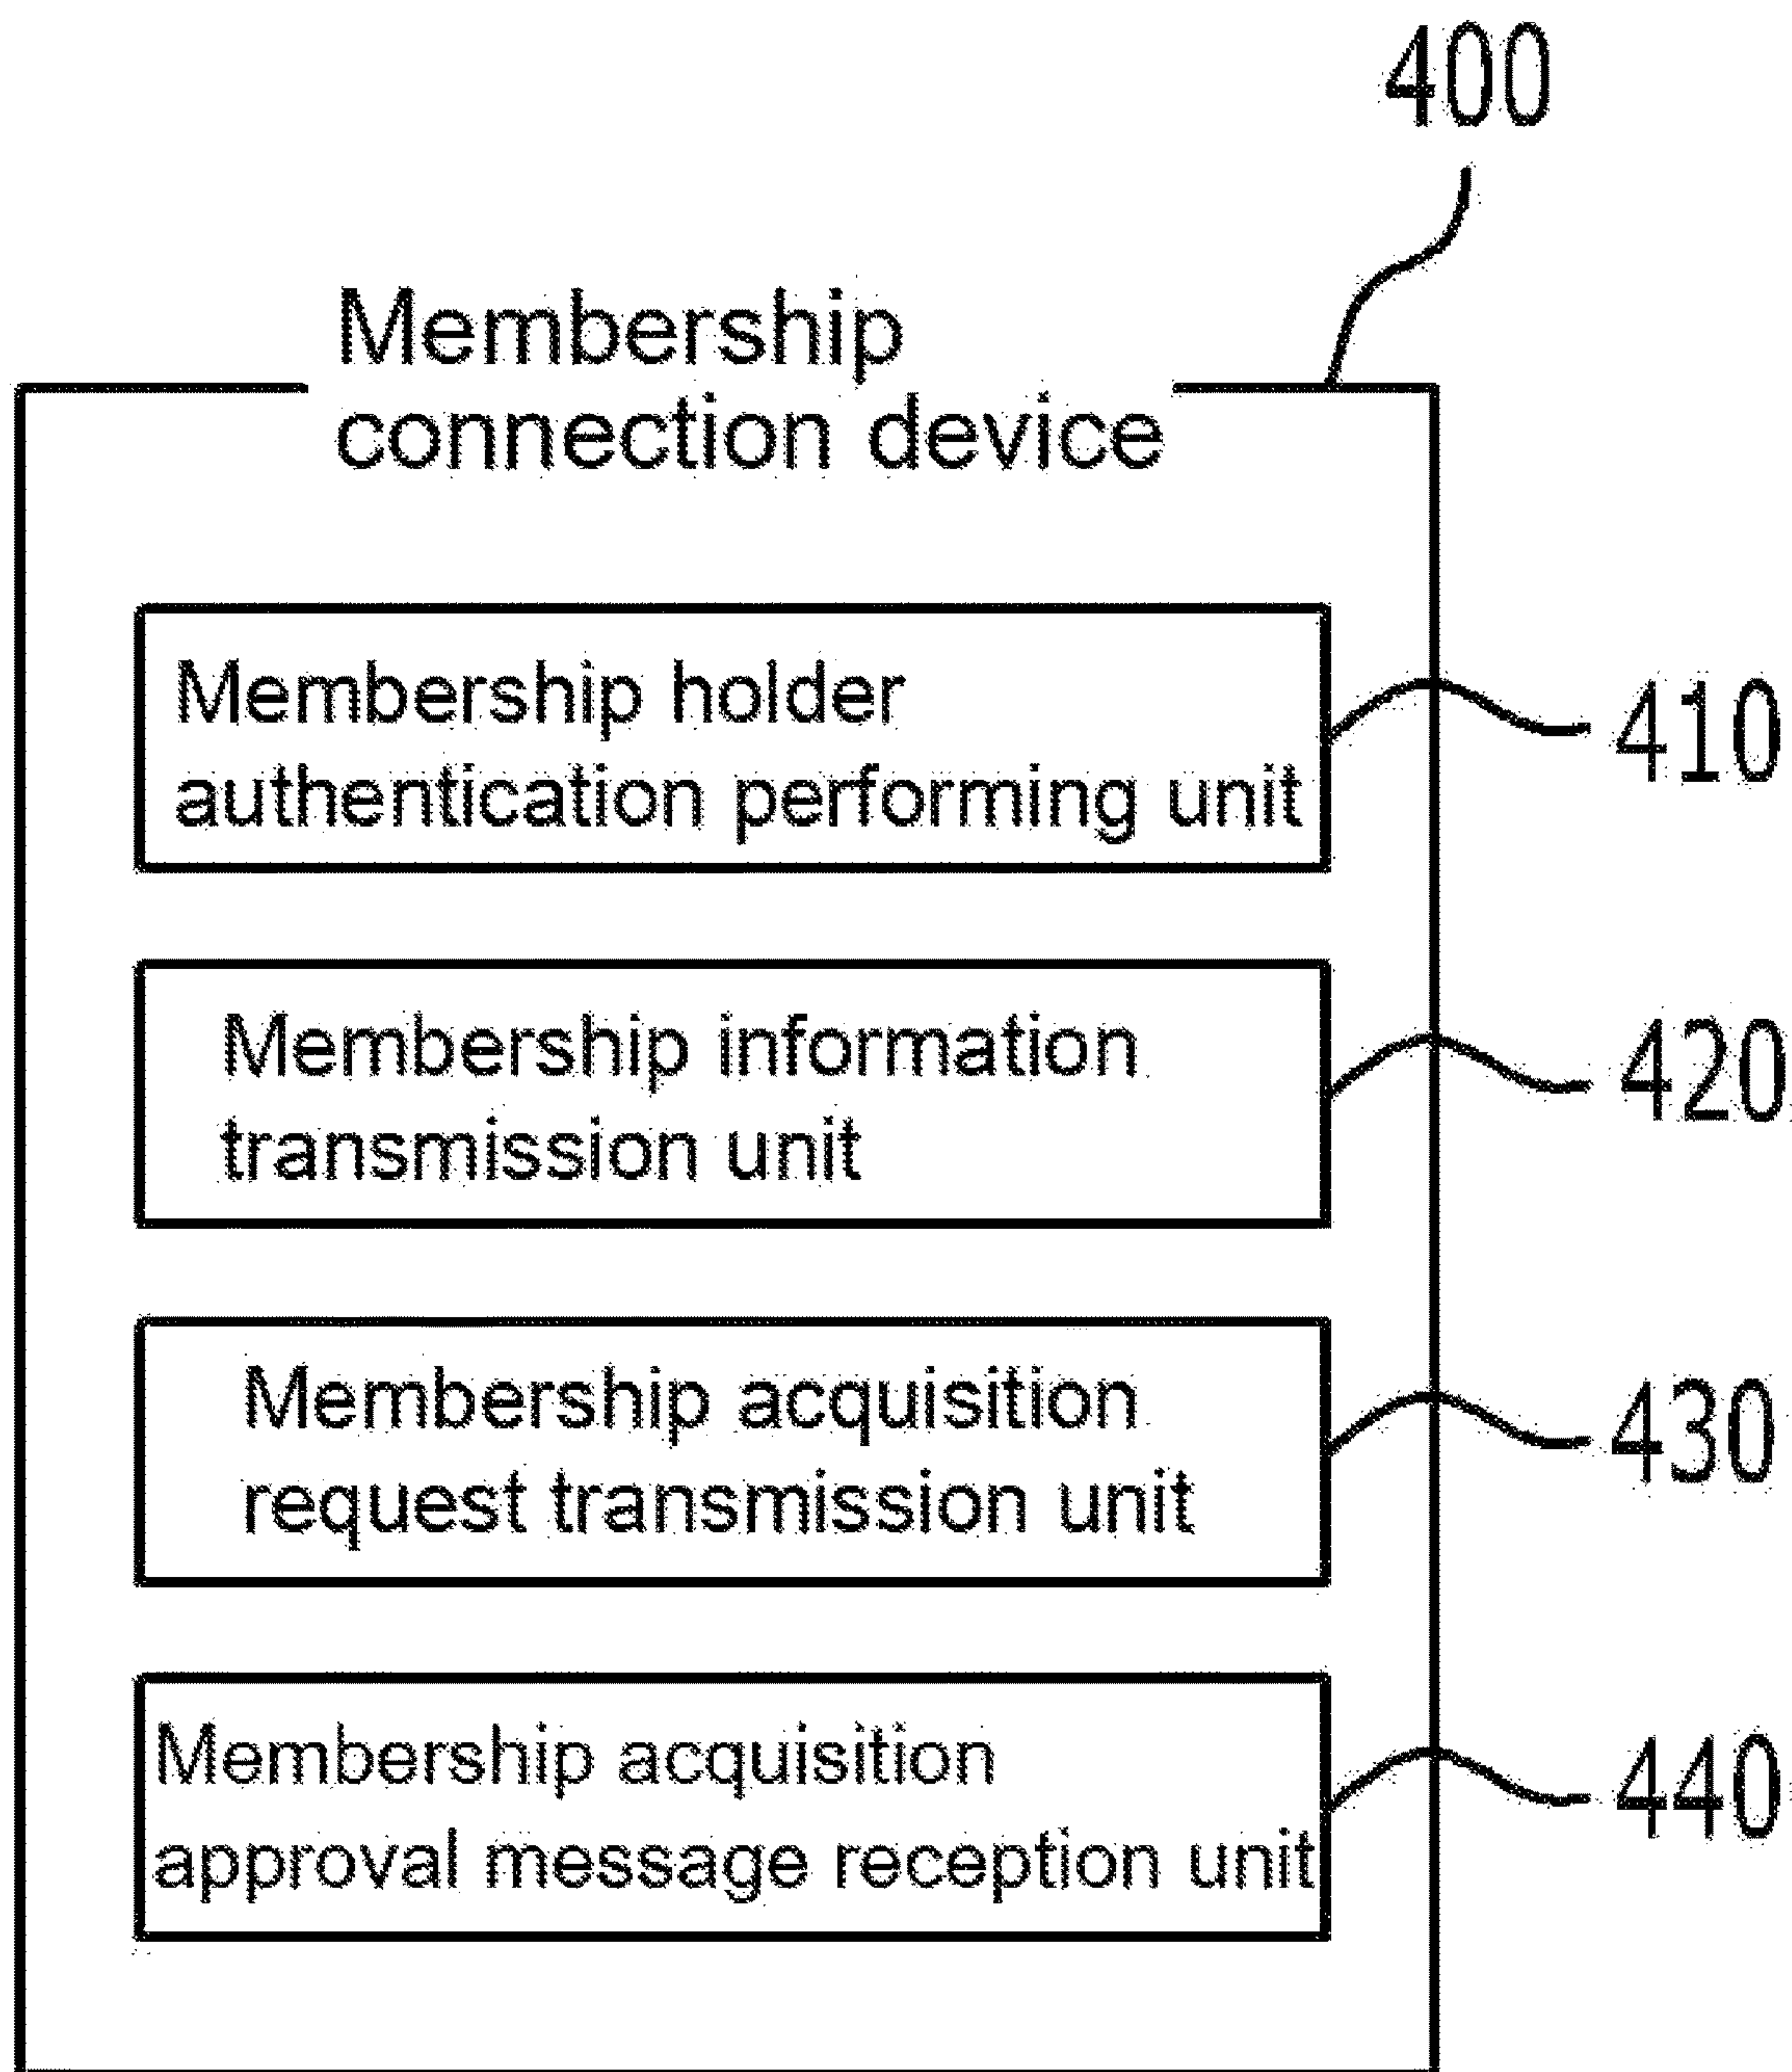 400
Membership
connection device
Membership holder
authentication performing unit
410
Membership information
transmission unit
420
Membership acquisition
request transmission unit
430
Membership acquisition
approval message reception unit
440